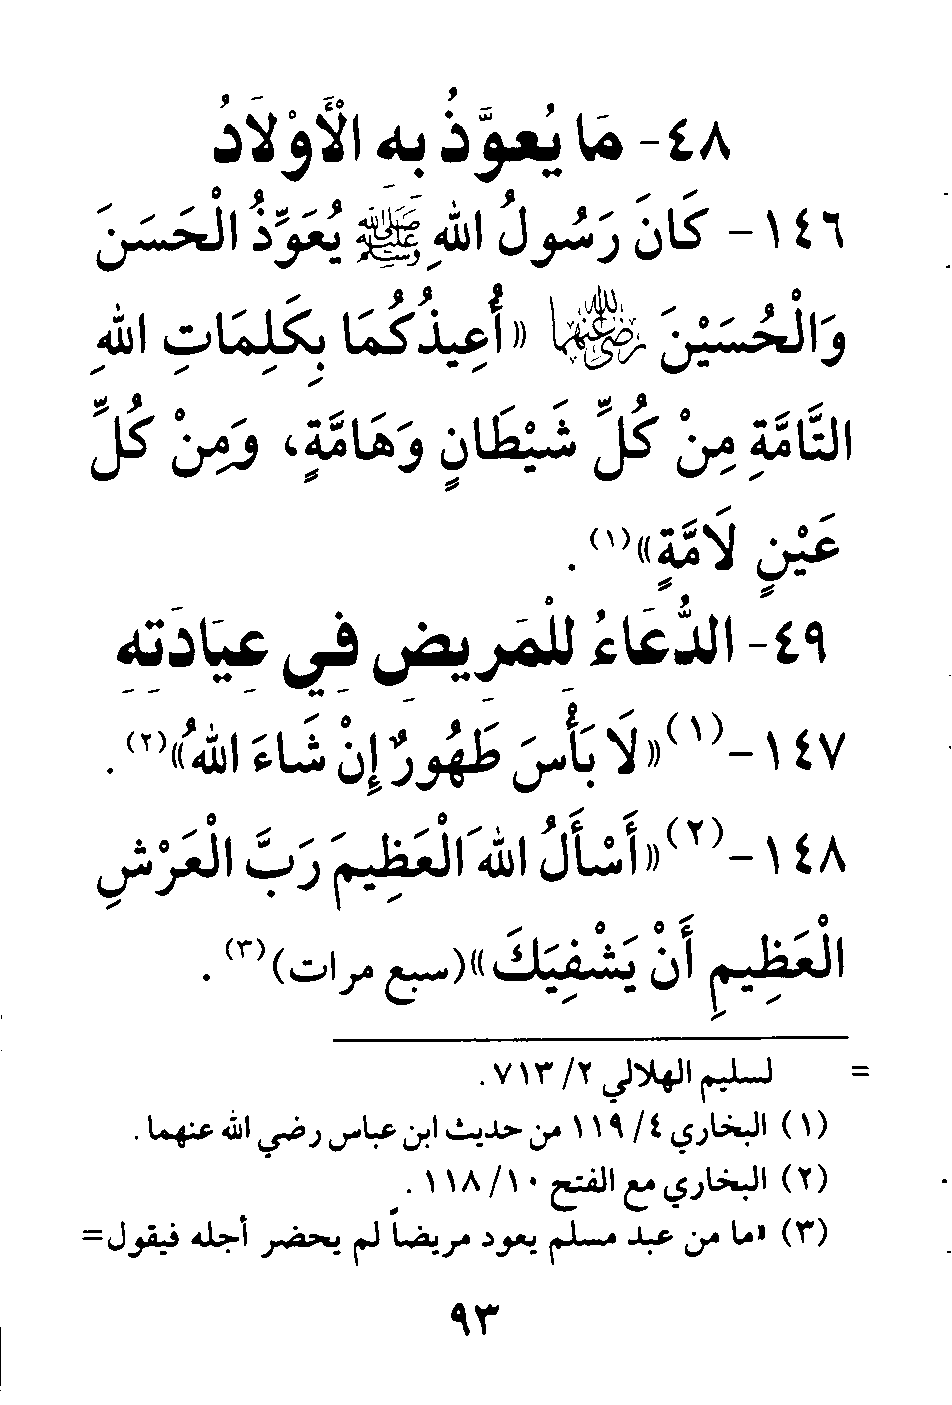 ٤٨- مَا يُعوَّذُ بِهِ الْأَوْلَادُ
١٤٦- كَانَ رَسُولُ اللهِ ﷺ يُعَوِّذُ الْحَسَنَ
وَالْحُسَيْنَ رضي الله عنهما «أُعِيذُكُمَا بِكَلِمَاتِ اللهِ
التَّامَّةِ مِنْ كُلِّ شَيْطَانٍ وَهَامَّةٍ، وَمِنْ كُلِّ
عَيْنٍ لَامَّةٍ»(١).
٤٩- الدُّعَاءُ لِلْمَرِيضِ فِي عِيَادَتِهِ
١٤٧-(١) «لَا بَأْسَ طَهُورٌ إِنْ شَاءَ اللهُ»(٢).
١٤٨-(٢) «أَسْأَلُ اللهَ الْعَظِيمَ رَبَّ الْعَرْشِ
الْعَظِيمِ أَنْ يَشْفِيَكَ» (سبع مرات)(٣).
= لسليم الهلالي ٢/ ٧١٣.
(١) البخاري ٤/ ١١٩ من حديث ابن عباس رضي الله عنهما.
(٢) البخاري مع الفتح ١٠/ ١١٨.
(٣) «ما من عبد مسلم يعود مريضاً لم يحضر أجله فيقول=
٩٣